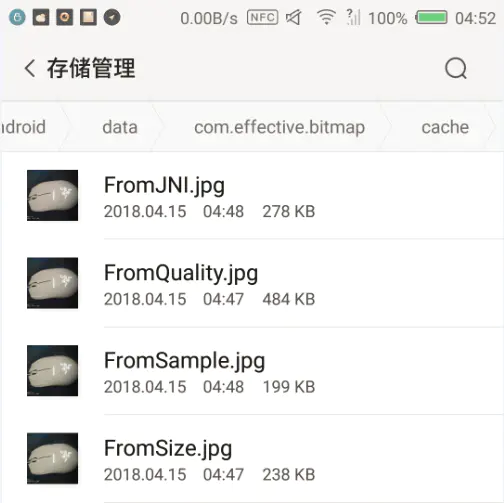 0.00B/s NFC ? 100% 04:52
存储管理
ndroid data com.effective.bitmap cache
FromJNI.jpg
2018.04.15 04:48 278 KB
FromQuality.jpg
2018.04.15 04:47 484 KB
FromSample.jpg
2018.04.15 04:48 199 KB
FromSize.jpg
2018.04.15 04:47 238 KB